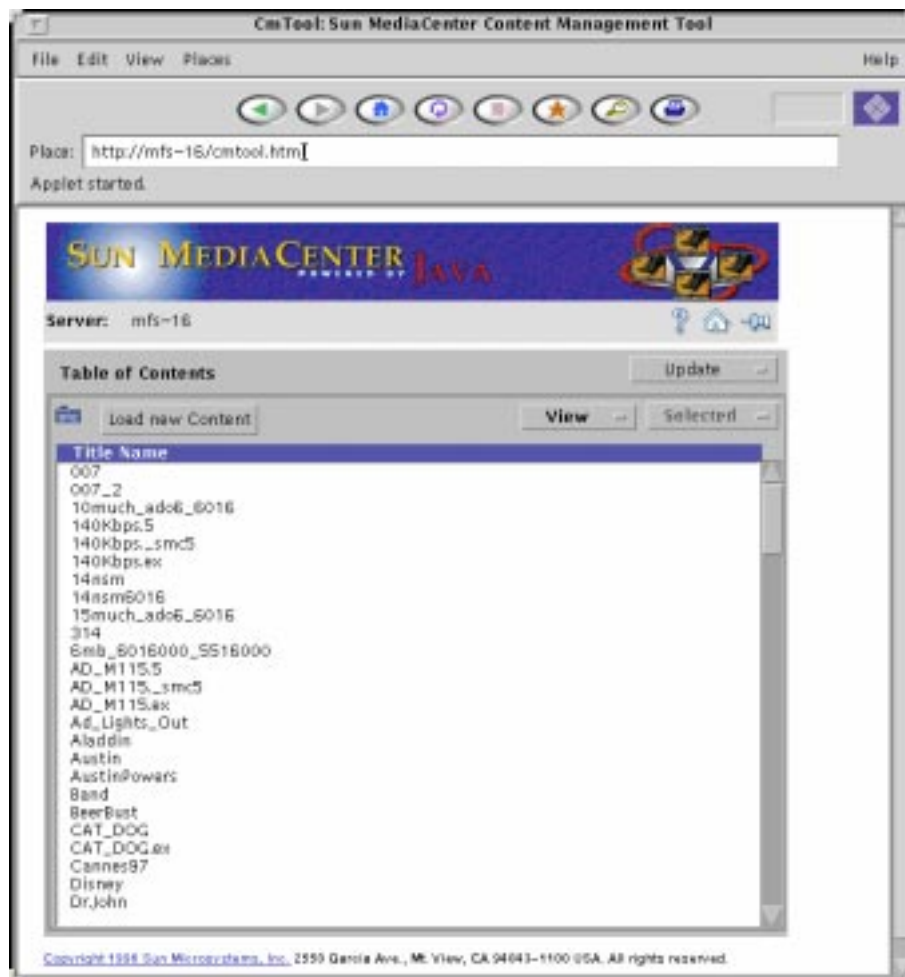 CmTool: Sun MediaCenter Content Management Tool
File Edit View Places Help
Place: http://mfs-16/cmtool.htm
Applet started.
SUN MEDIACENTER
POWERED BY JAVA
Server: mfs-16
Table of Contents Update
Load new Content View Selected
Title Name
007
007_2
10much_ado6_6016
140Kbps.5
140Kbps._smc5
140Kbps.ex
14nsm
14nsm6016
15much_ado6_6016
314
6mb_6016000_5516000
AD_M115.5
AD_M115._smc5
AD_M115.ex
Ad_Lights_Out
Aladdin
Austin
AustinPowers
Band
BeerBust
CAT_DOG
CAT_DOG.ex
Cannes97
Disney
Dr.John
Copyright 1996 Sun Microsystems, Inc. 2550 Garcia Ave., Mt. View, CA 94043-1100 USA. All rights reserved.